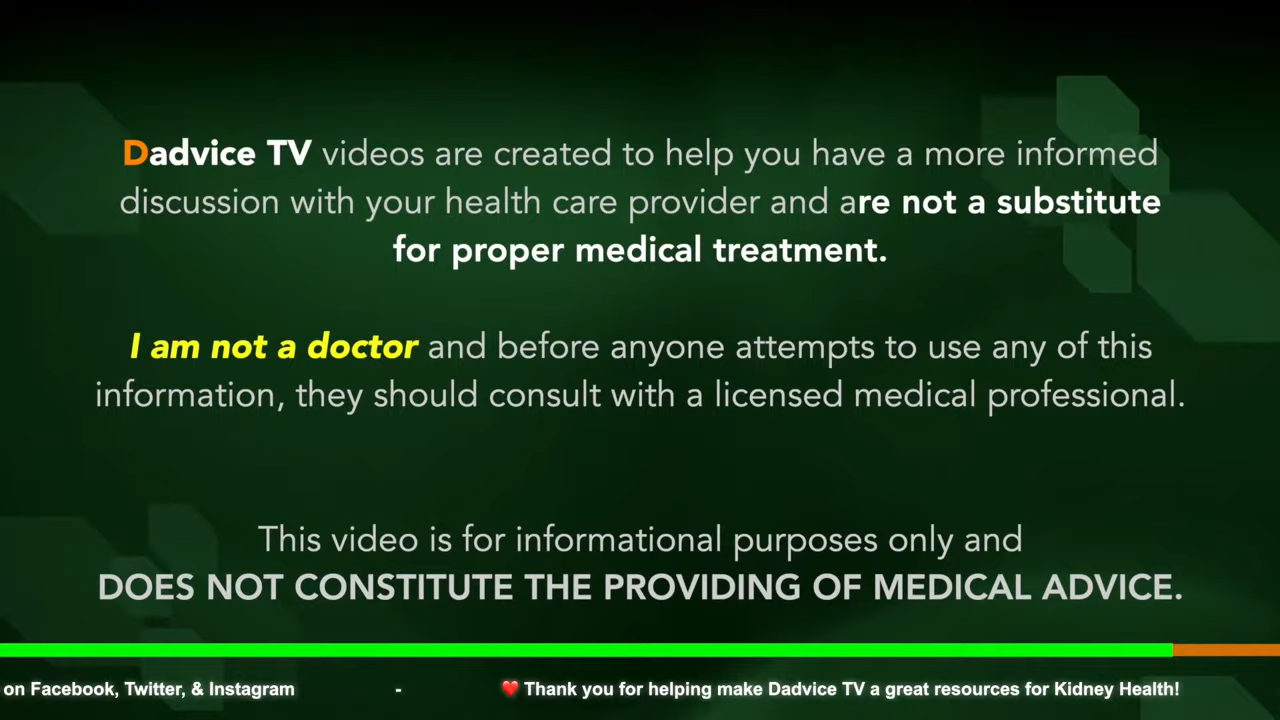 Dadvice TV videos are created to help you have a more informed
discussion with your health care provider and are not a substitute
for proper medical treatment.
I am not a doctor and before anyone attempts to use any of this
information, they should consult with a licensed medical professional.
This video is for informational purposes only and
DOES NOT CONSTITUTE THE PROVIDING OF MEDICAL ADVICE.
on Facebook, Twitter, & Instagram - ❤️ Thank you for helping make Dadvice TV a great resources for Kidney Health!